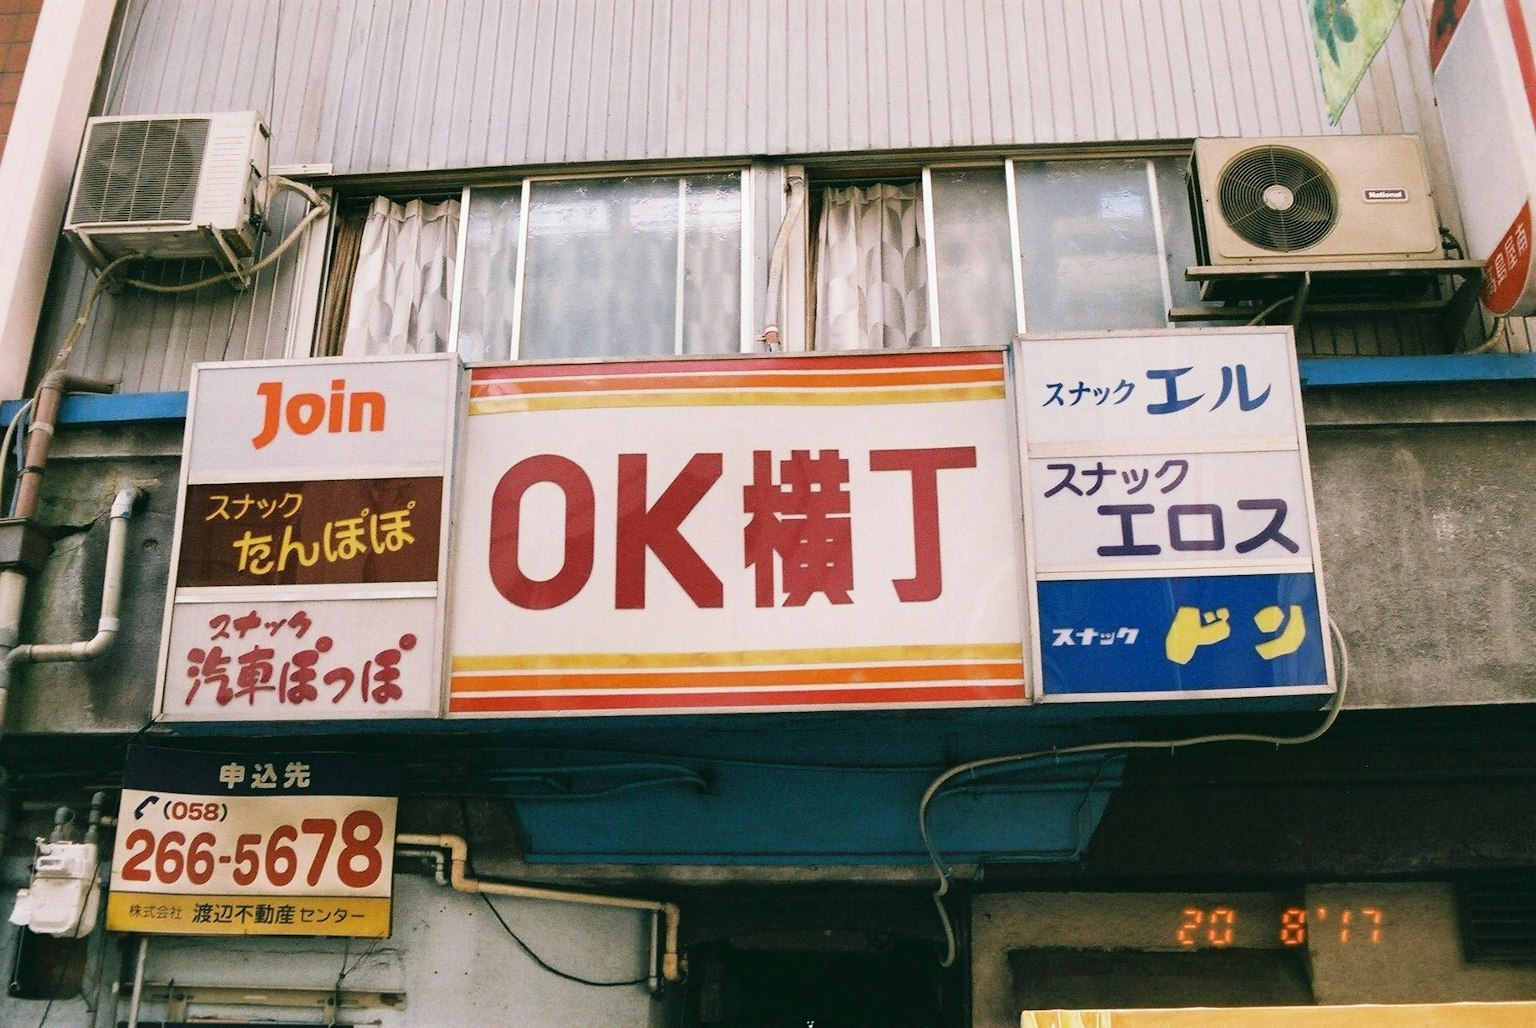 National
Join
スナック
たんぽぽ
スナック
汽車ぽっぽ
OK横丁
スナック エル
スナック
エロス
スナック ドン
申込先
(058)
266-5678
株式会社 渡辺不動産センター
20 8'17